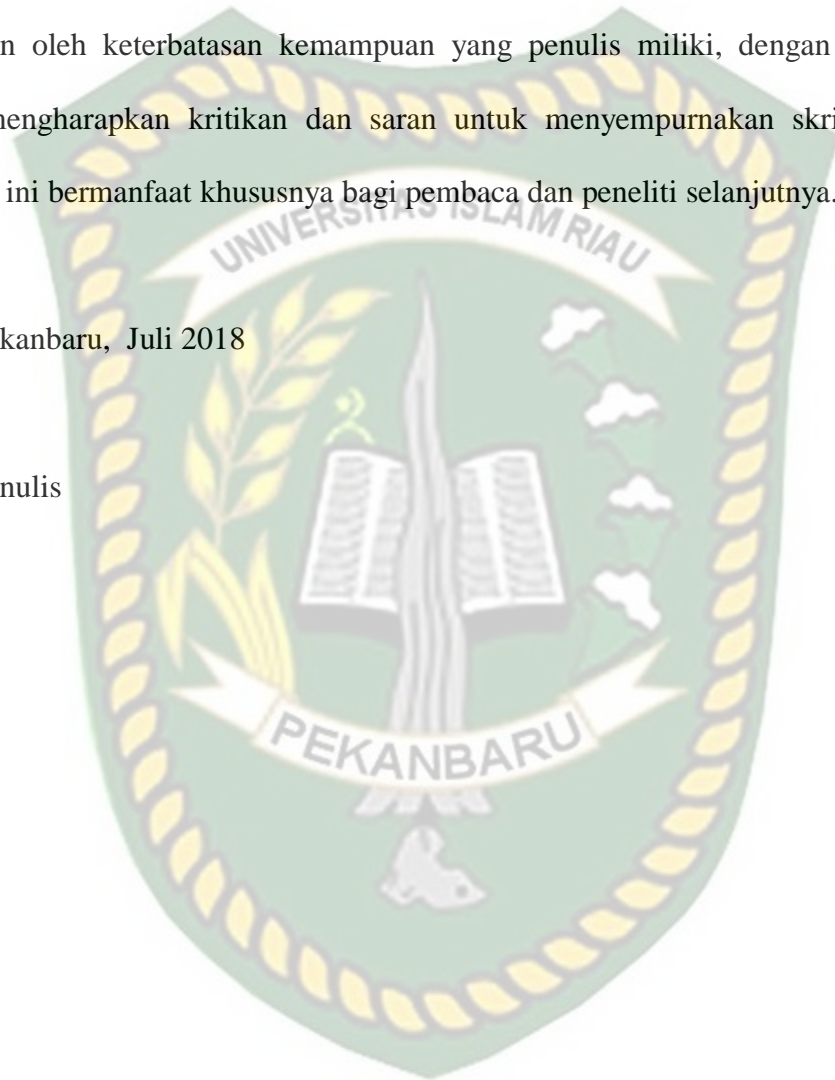 n oleh keterbatasan kemampuan yang penulis miliki, dengan
nengharapkan kritikan dan saran untuk menyempurnakan skri
ini bermanfaat khususnya bagi pembaca dan peneliti selanjutnya.
UNIVERSITAS ISLAM RIAU
kanbaru, Juli 2018
nulis
PEKANBARU